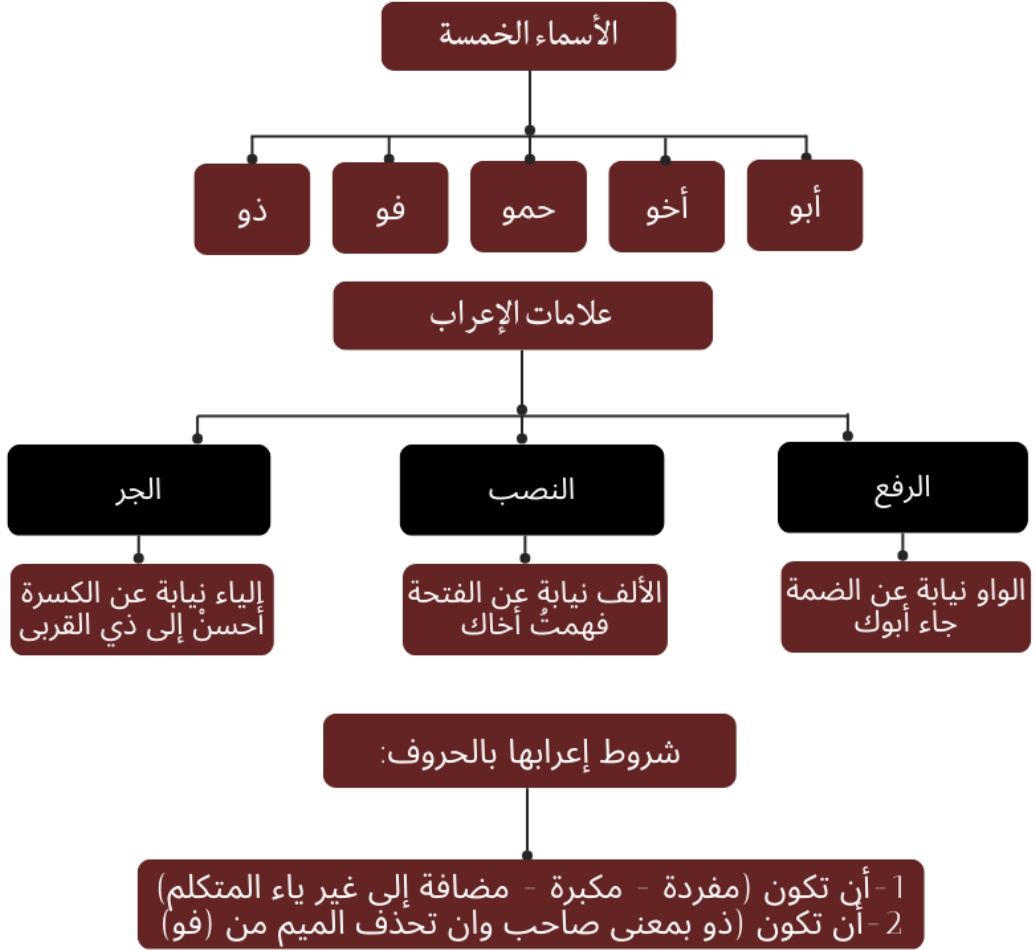 الأسماء الخمسة
أبو
أخو
حمو
فو
ذو
علامات الإعراب
الرفع
النصب
الجر
الواو نيابة عن الضمة
جاء أبوك
الألف نيابة عن الفتحة
فهمتُ أخاك
الياء نيابة عن الكسرة
أحسنْ إلى ذي القربى
شروط إعرابها بالحروف:
1-أن تكون (مفردة - مكبرة - مضافة إلى غير ياء المتكلم)
2-أن تكون (ذو بمعنى صاحب وان تحذف الميم من (فو)